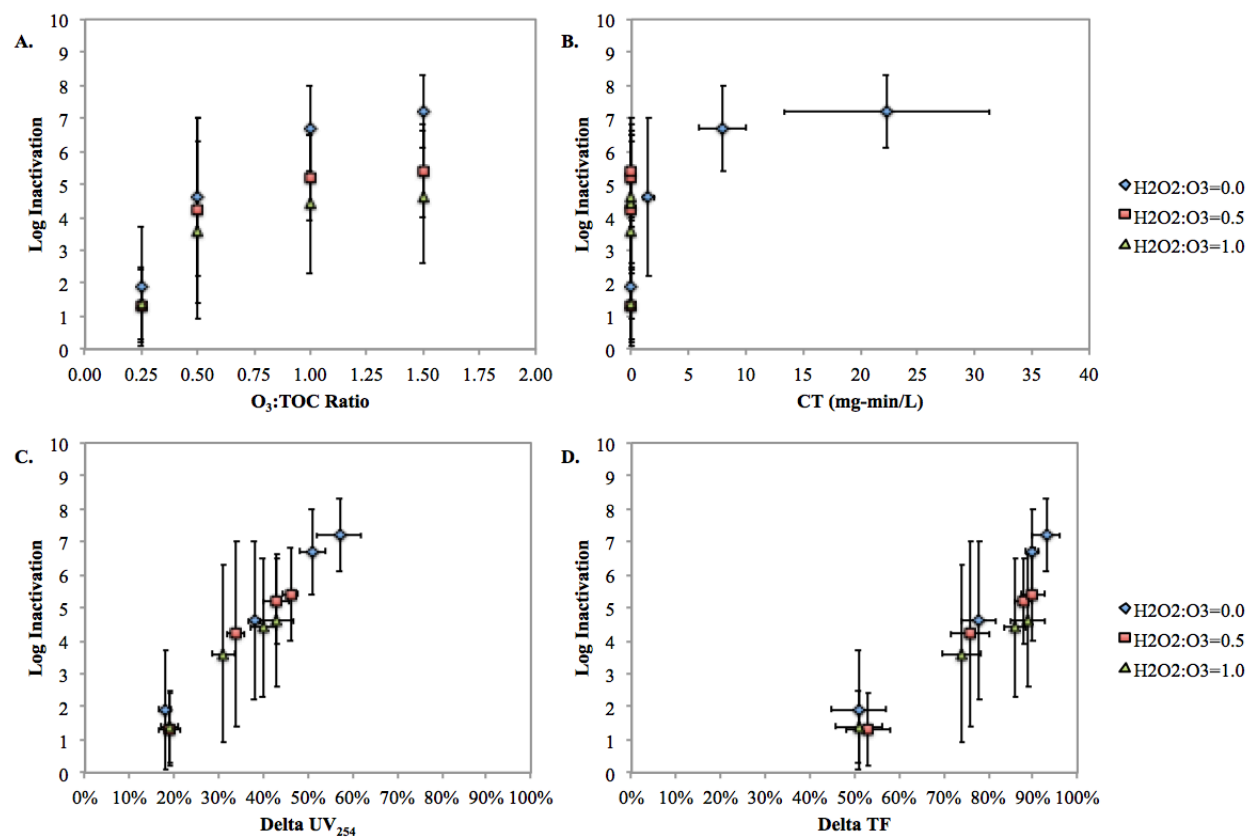 A.
Log Inactivation
10
9
8
7
6
5
4
3
2
1
0
0.00 0.25 0.50 0.75 1.00 1.25 1.50 1.75 2.00
O₃:TOC Ratio
B.
Log Inactivation
10
9
8
7
6
5
4
3
2
1
0
0 5 10 15 20 25 30 35 40
CT (mg-min/L)
H2O2:O3=0.0
H2O2:O3=0.5
H2O2:O3=1.0
C.
Log Inactivation
10
9
8
7
6
5
4
3
2
1
0
0% 10% 20% 30% 40% 50% 60% 70% 80% 90% 100%
Delta UV₂₅₄
D.
Log Inactivation
10
9
8
7
6
5
4
3
2
1
0
0% 10% 20% 30% 40% 50% 60% 70% 80% 90% 100%
Delta TF
H2O2:O3=0.0
H2O2:O3=0.5
H2O2:O3=1.0